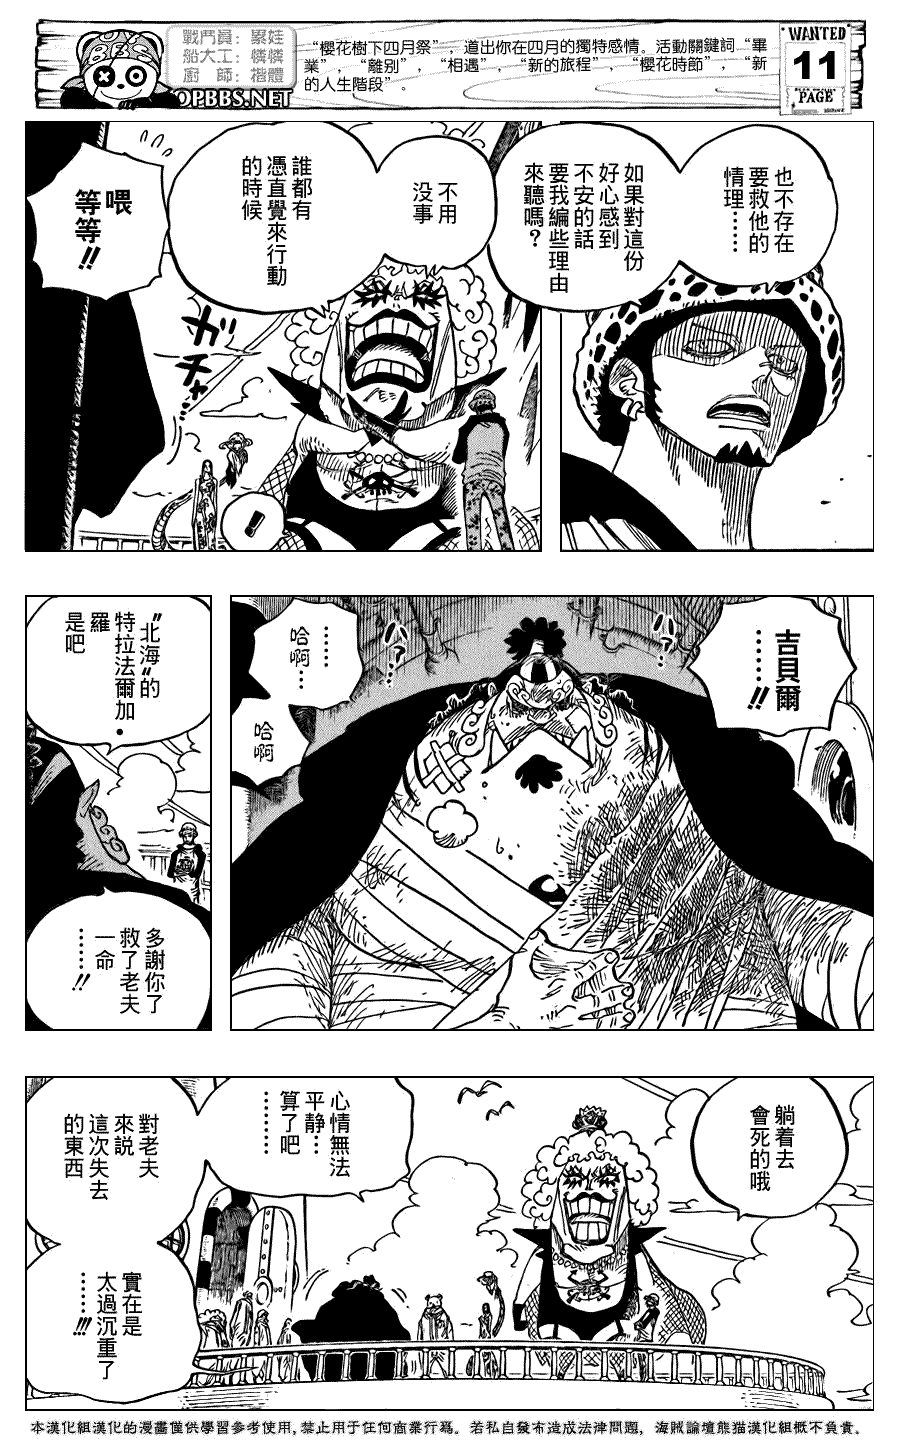 戰鬥員：累娃
船大工：憐憐
廚　師：楷體
OPBBS.NET
“櫻花樹下四月祭”，道出你在四月的獨特感情。活動關鍵詞“畢
業”，“離別”，“相遇”，“新的旅程”，“櫻花時節”，“新
的人生階段”。
WANTED
11
PAGE
也不存在
要救他的
情理……
如果對這份
好心感到
不安的話
要我編些理由
來聽嗎？
不用
没事
誰都有
憑直覺來行動
的時候
喂
等等!!
ガチャ
!
吉貝爾
……!!
ハァ?
ハァ?
……
哈啊…
哈啊
“北海”的
特拉法爾加·
羅
是吧
多謝你了
救了老夫
一命
……!!
躺着去
會死的哦
心情無法
平静…
算了吧
………
對老夫
來説
這次失去
的東西
實在是
太過沉重了
……!!!
本漢化組漢化的漫畫僅供學習參考使用,禁止用于任何商業行爲。若私自發布造成法律問題，海賊論壇熊猫漢化組概不負責。